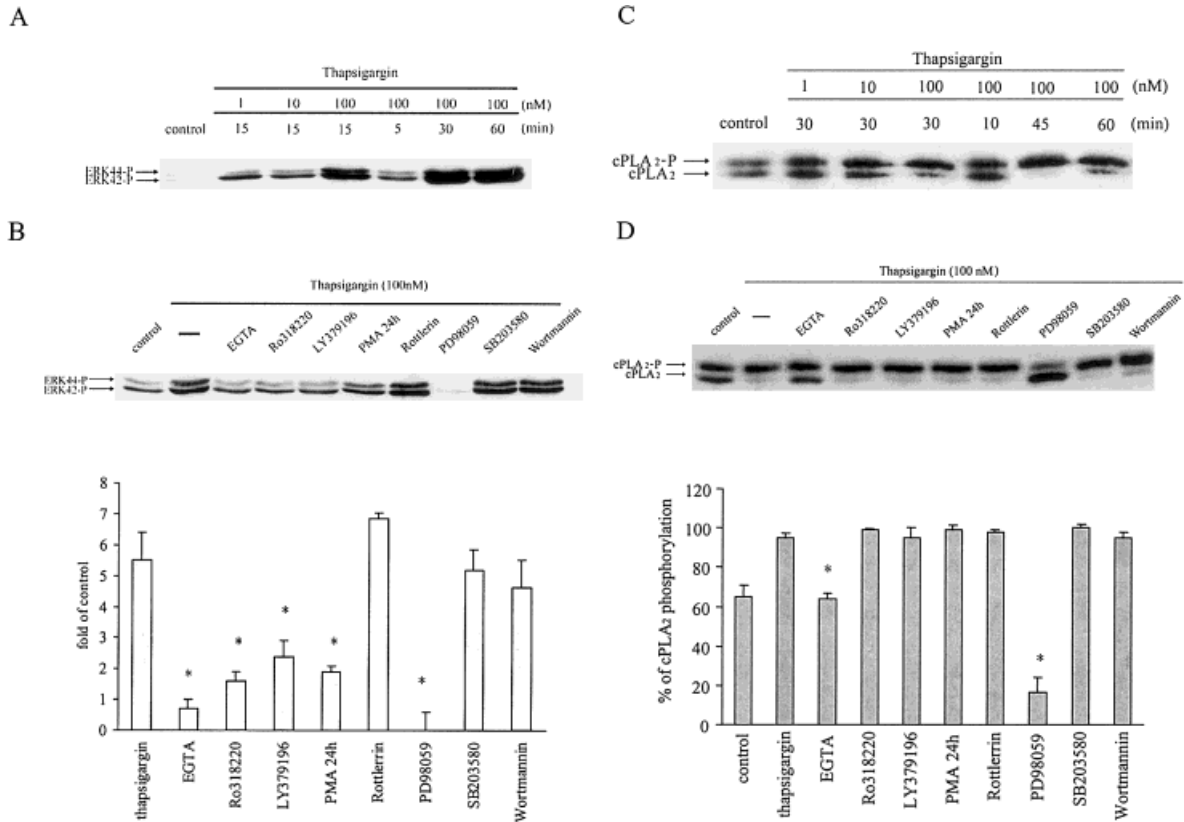 A
Thapsigargin
1 10 100 100 100 100 (nM)
control 15 15 15 5 30 60 (min)
ERK44-P
ERK42-P
B
Thapsigargin (100nM)
control — EGTA Ro318220 LY379196 PMA 24h Rottlerin PD98059 SB203580 Wortmannin
ERK44-P
ERK42-P
fold of control
8
7
6
5
4
3
2
1
0
* * * * *
thapsigargin EGTA Ro318220 LY379196 PMA 24h Rottlerrin PD98059 SB203580 Wortmannin
C
Thapsigargin
1 10 100 100 100 100 (nM)
control 30 30 30 10 45 60 (min)
cPLA2-P
cPLA2
D
Thapsigargin (100 nM)
control — EGTA Ro318220 LY379196 PMA 24h Rottlerin PD98059 SB203580 Wortmannin
cPLA2-P
cPLA2
% of cPLA2 phosphorylation
120
100
80
60
40
20
0
* *
control thapsigargin EGTA Ro318220 LY379196 PMA 24h Rottlerin PD98059 SB203580 Wortmannin